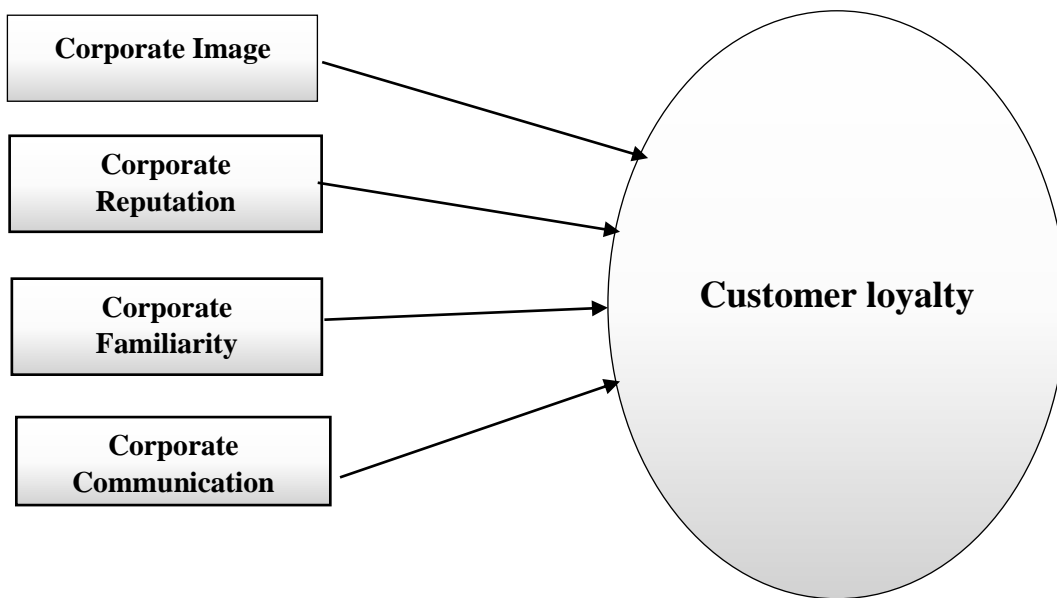 Corporate Image
Corporate
Reputation
Corporate
Familiarity
Corporate
Communication
Customer loyalty